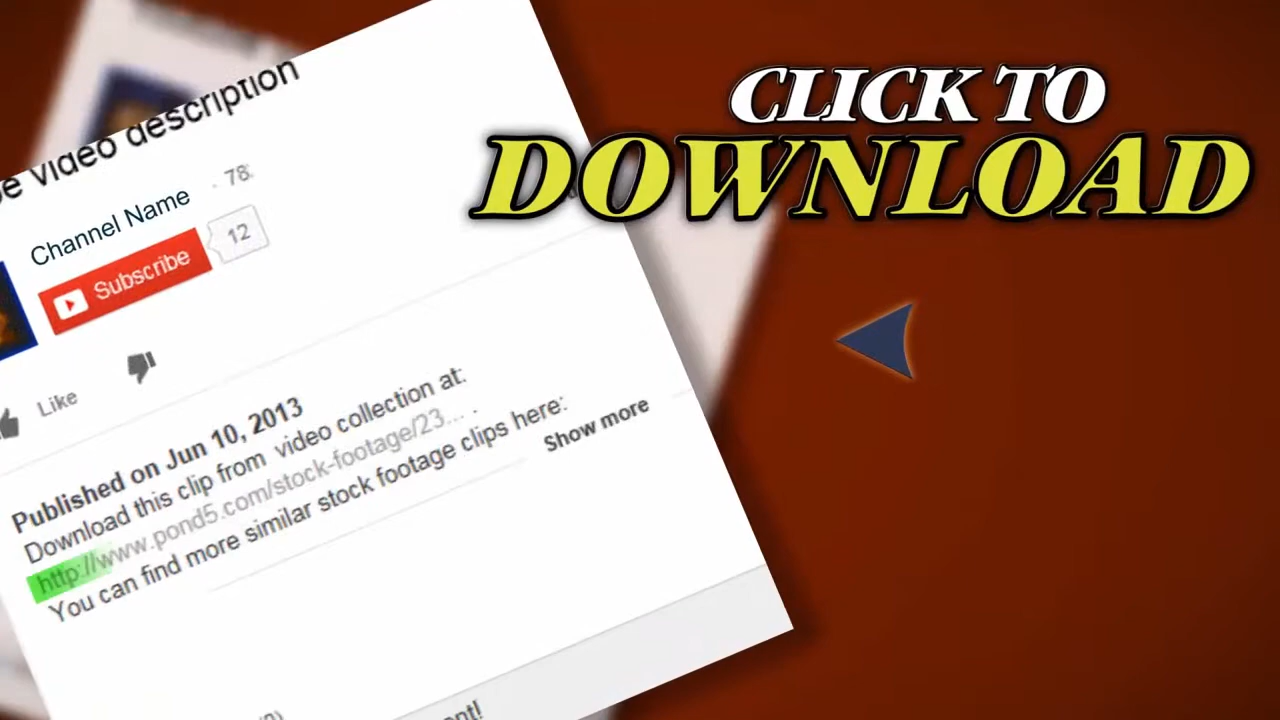 CLICK TO
DOWNLOAD
video description
Channel Name
78
Subscribe
12
Like
Published on Jun 10, 2013
Download this clip from video collection at:
http://www.pond5.com/stock-footage/23... .
You can find more similar stock footage clips here:
Show more